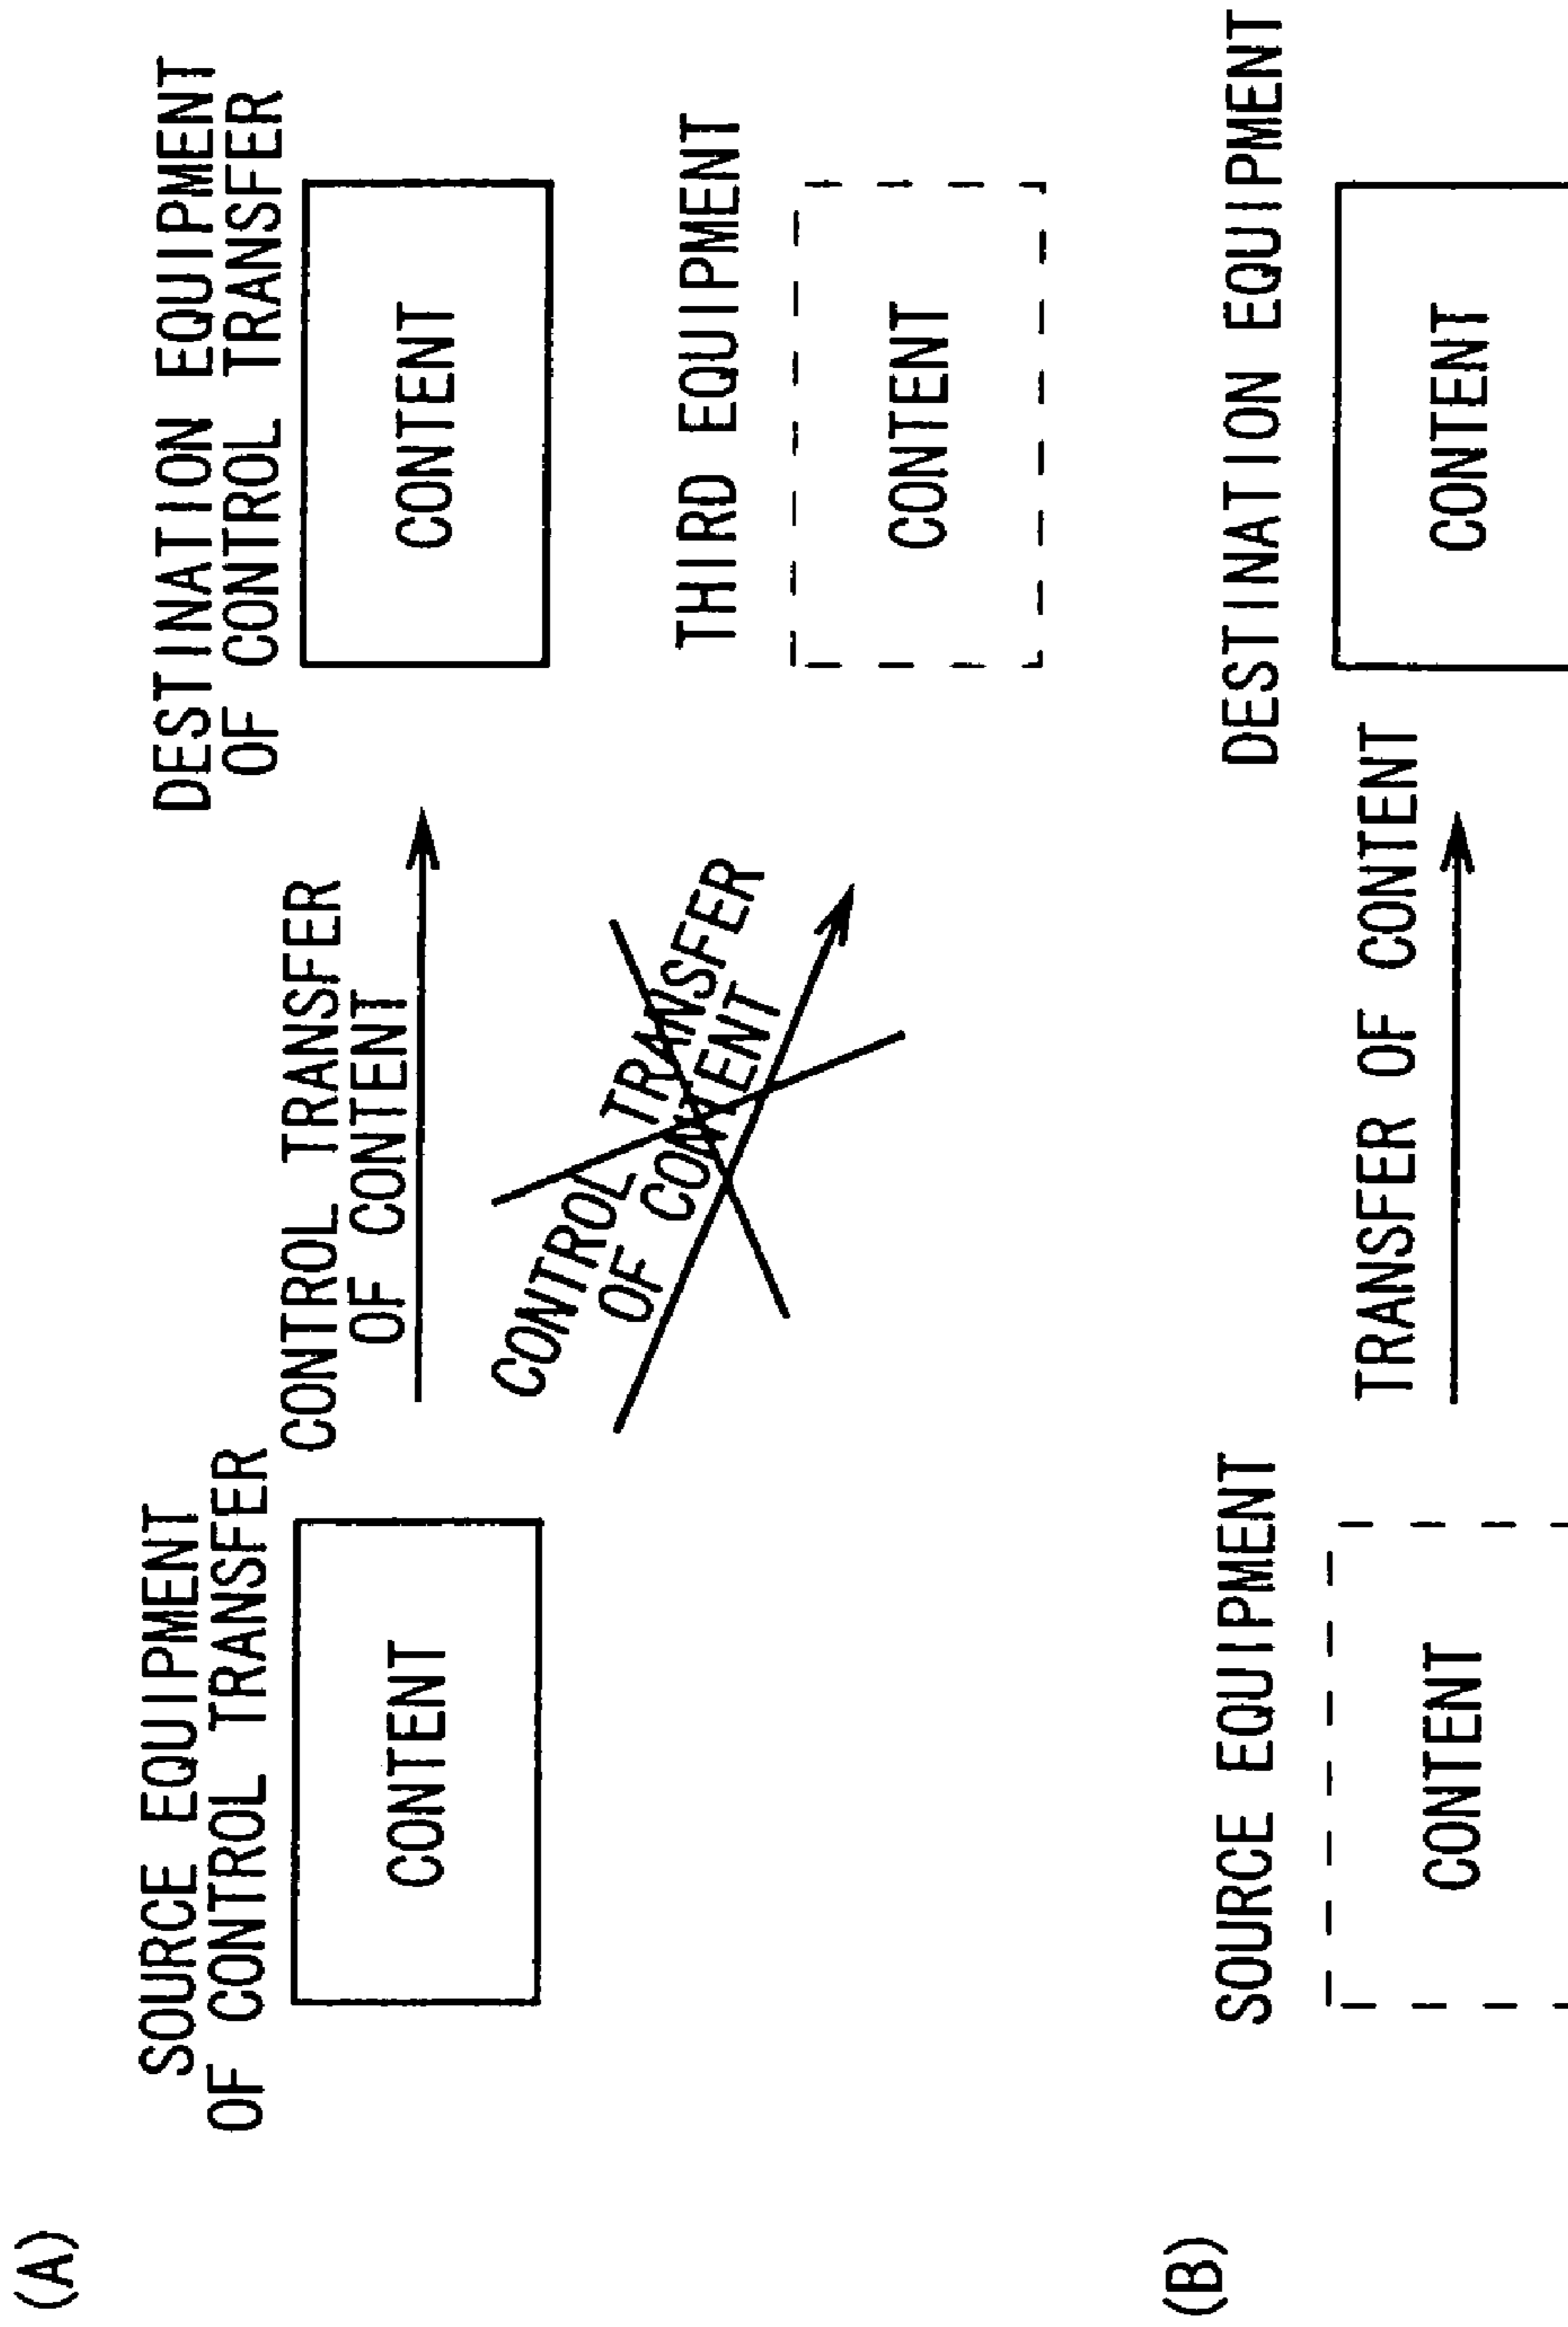 (A)
SOURCE EQUIPMENT
OF CONTROL TRANSFER
CONTENT
CONTROL TRANSFER
OF CONTENT
DESTINATION EQUIPMENT
OF CONTROL TRANSFER
CONTENT
CONTROL TRANSFER
OF CONTENT
THIRD EQUIPMENT
CONTENT
(B)
SOURCE EQUIPMENT
CONTENT
TRANSFER OF CONTENT
DESTINATION EQUIPMENT
CONTENT